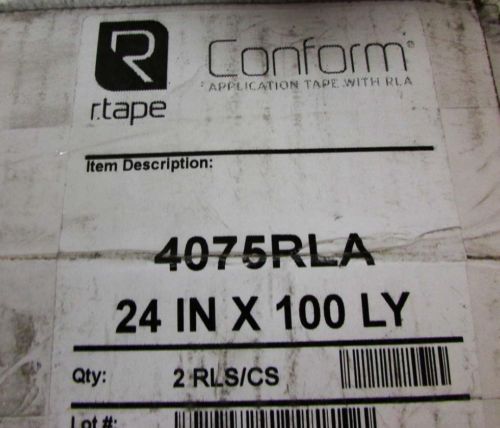 R
r.tape
Conform®
APPLICATION TAPE WITH RLA
Item Description:
4075RLA
24 IN X 100 LY
Qty: 2 RLS/CS
Lot #: